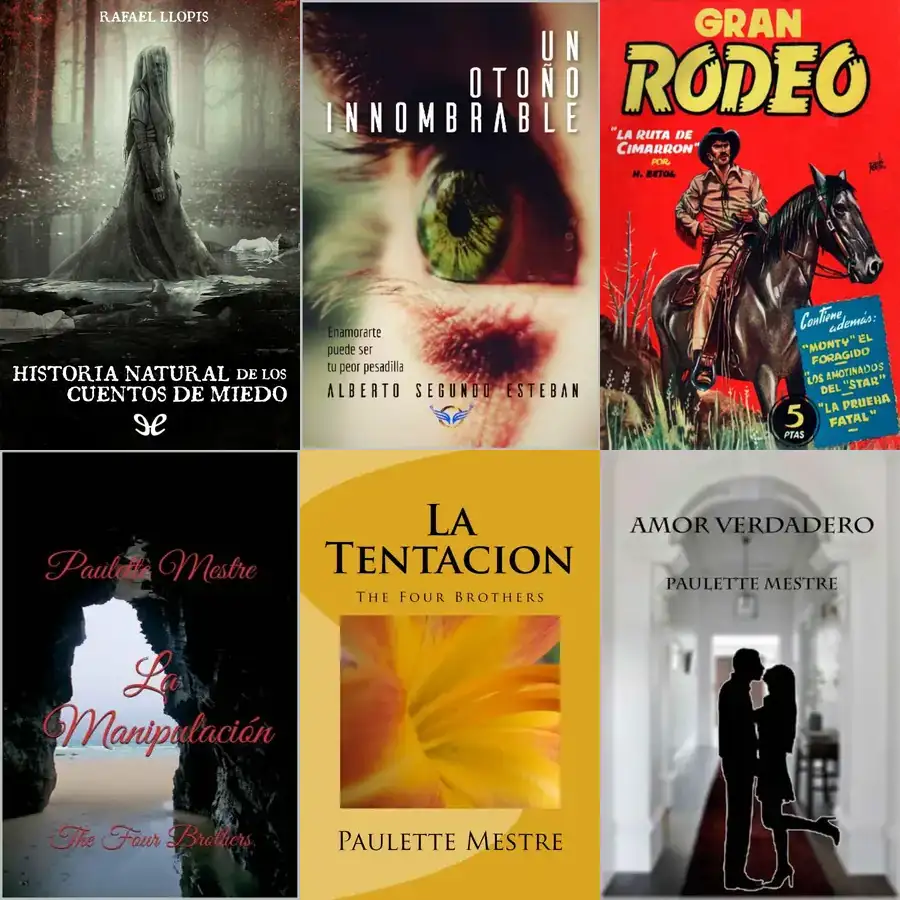 RAFAEL LLOPIS
HISTORIA NATURAL DE LOS
CUENTOS DE MIEDO
UN
OTOÑO
INNOMBRABLE
Enamorarte
puede ser
tu peor pesadilla
ALBERTO SEGUNDO ESTEBAN
GRAN
RODEO
"LA RUTA DE
CIMARRON"
POR
M. BETOL
Contiene
además:
"MONTY" EL
FORAGIDO
"LOS AMOTINADOS
DEL "STAR"
"LA PRUEBA
FATAL"
5
PTAS
Paulette Mestre
La
Manipulación
The Four Brothers
LA
TENTACION
THE FOUR BROTHERS
PAULETTE MESTRE
AMOR VERDADERO
PAULETTE MESTRE